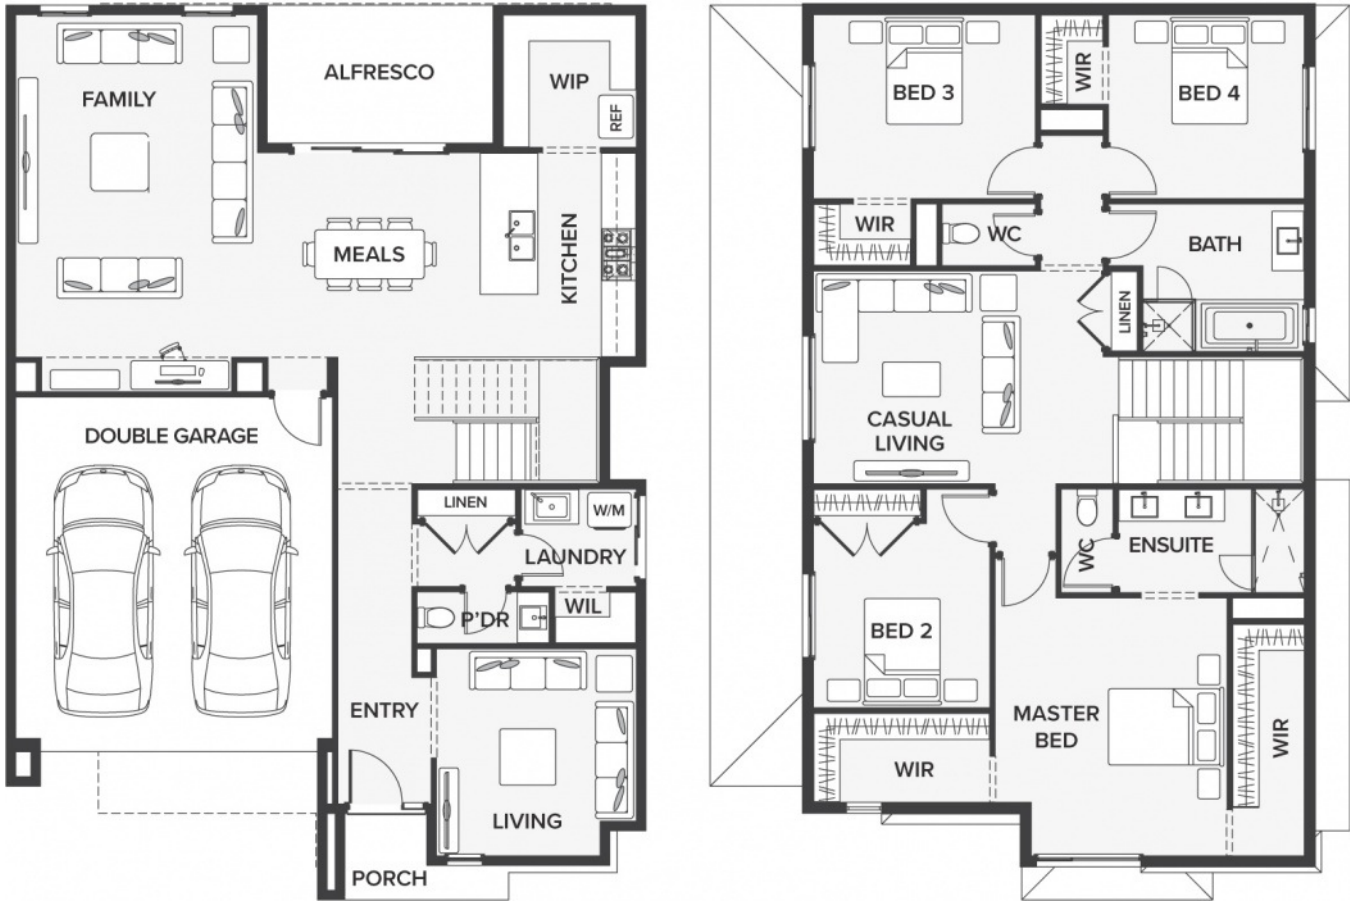 ALFRESCO
FAMILY
WIP
REF
MEALS
KITCHEN
DOUBLE GARAGE
LINEN
W/M
LAUNDRY
P'DR
WIL
ENTRY
LIVING
PORCH
BED 3
WIR
BED 4
WIR
WC
BATH
LINEN
CASUAL
LIVING
WC
ENSUITE
BED 2
MASTER
BED
WIR
WIR